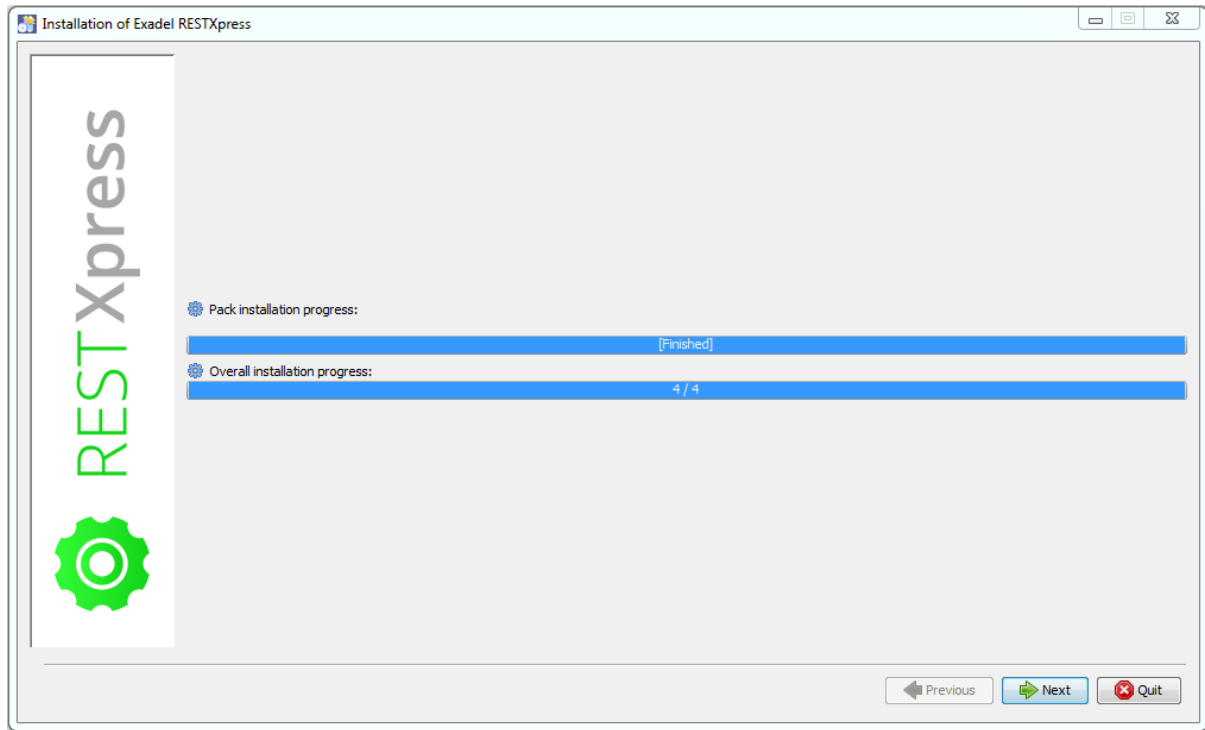 Installation of Exadel RESTXpress
RESTXpress
Pack installation progress:
[Finished]
Overall installation progress:
4 / 4
Previous
Next
Quit